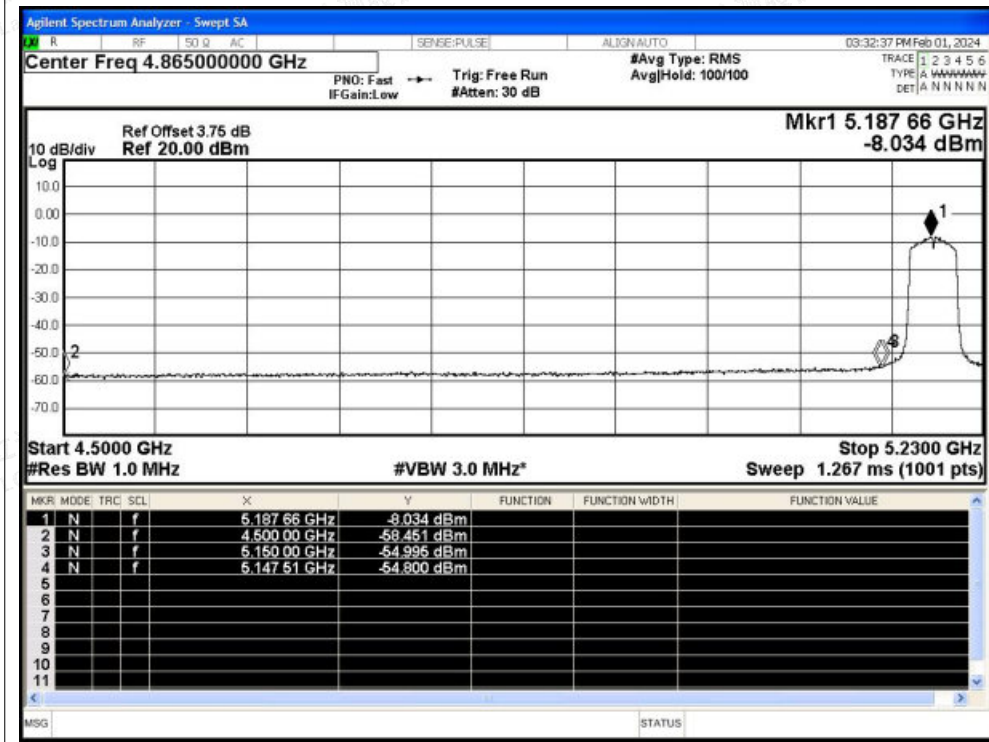 Agilent Spectrum Analyzer - Swept SA
R RF 50 Ω AC SENSE:PULSE ALIGNAUTO 03:32:37 PM Feb 01, 2024
Center Freq 4.865000000 GHz #Avg Type: RMS TRACE 1 2 3 4 5 6
PNO: Fast Trig: Free Run Avg|Hold: 100/100 TYPE A
IFGain:Low #Atten: 30 dB DET A N N N N N
Mkr1 5.187 66 GHz
Ref Offset 3.75 dB
10 dB/div Ref 20.00 dBm -8.034 dBm
Log
10.0
0.00
1
-10.0
-20.0
-30.0
-40.0
-50.0
2
-60.0
-70.0
Start 4.5000 GHz Stop 5.2300 GHz
#Res BW 1.0 MHz #VBW 3.0 MHz* Sweep 1.267 ms (1001 pts)
MKR MODE TRC SCL X Y FUNCTION FUNCTION WIDTH FUNCTION VALUE
1 N f 5.187 66 GHz -8.034 dBm
2 N f 4.500 00 GHz -58.451 dBm
3 N f 5.150 00 GHz -54.995 dBm
4 N f 5.147 51 GHz -54.800 dBm
5
6
7
8
9
10
11
MSG STATUS